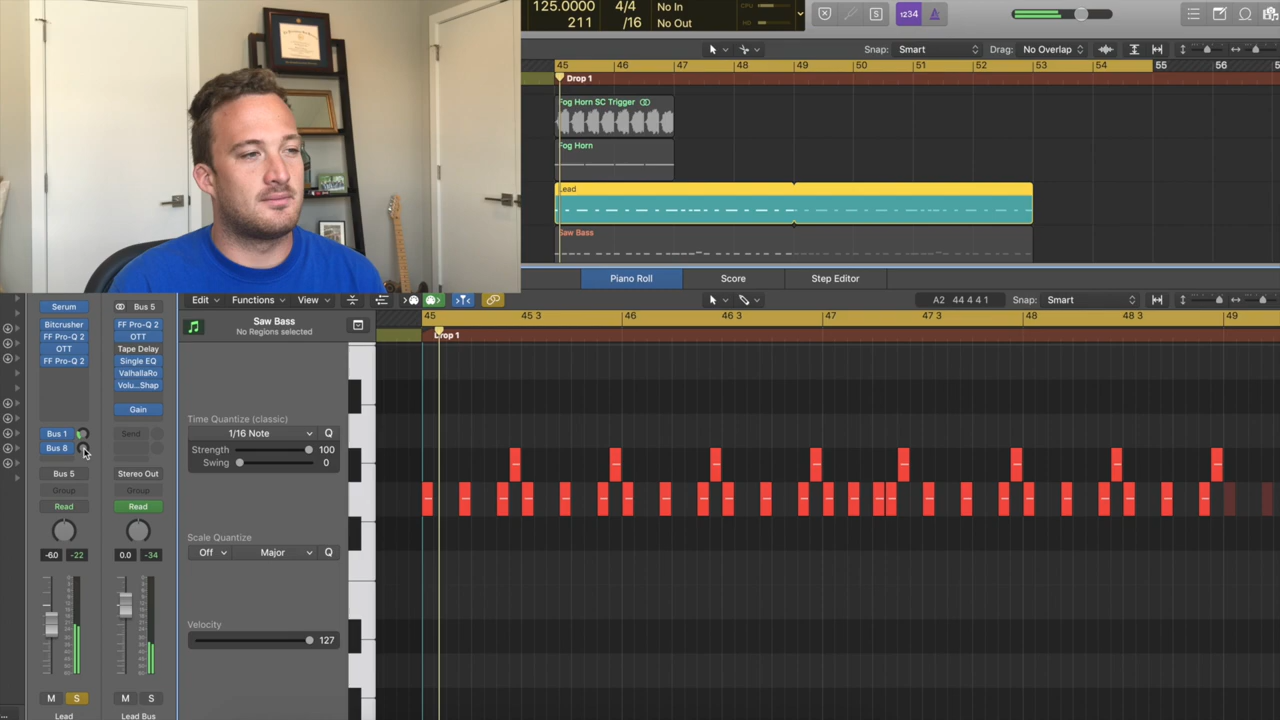 125.0000
211
4/4
/16
No In
No Out
CPU
HD
S
1234
Snap: Smart
Drag: No Overlap
45 46 47 48 49 50 51 52 53 54 55 56
Drop 1
Fog Horn SC Trigger
Fog Horn
Lead
Saw Bass
Piano Roll
Score
Step Editor
Edit
Functions
View
A2 44 4 4 1
Snap: Smart
Saw Bass
No Regions selected
45 45 3 46 46 3 47 47 3 48 48 3 49
Drop 1
Time Quantize (classic)
1/16 Note
Q
Strength 100
Swing 0
Scale Quantize
Off
Major
Q
Velocity
127
Serum
Bitcrusher
FF Pro-Q 2
OTT
FF Pro-Q 2
Bus 1
Bus 8
Bus 5
Group
Read
-6.0 -22
M S
Lead
Bus 5
FF Pro-Q 2
OTT
Tape Delay
Single EQ
ValhallaRo
Volu...Shap
Gain
Send
Stereo Out
Group
Read
0.0 -34
M S
Lead Bus